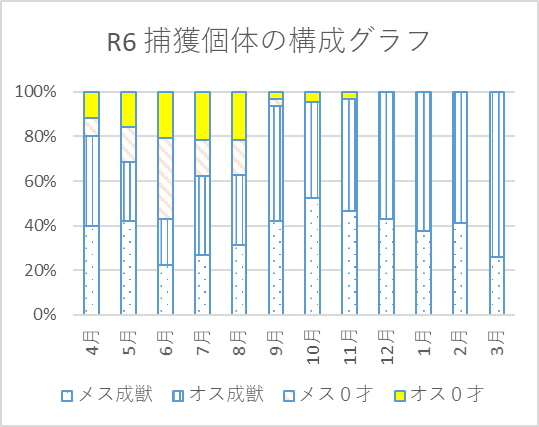 R6 捕獲個体の構成グラフ
100%
80%
60%
40%
20%
0%
4月 5月 6月 7月 8月 9月 10月 11月 12月 1月 2月 3月
メス成獣 オス成獣 メス０才 オス０才